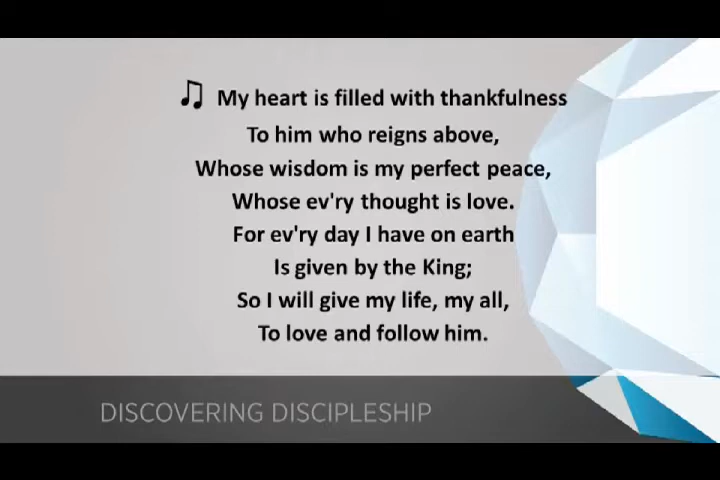 ♫ My heart is filled with thankfulness
To him who reigns above,
Whose wisdom is my perfect peace,
Whose ev'ry thought is love.
For ev'ry day I have on earth
Is given by the King;
So I will give my life, my all,
To love and follow him.
DISCOVERING DISCIPLESHIP